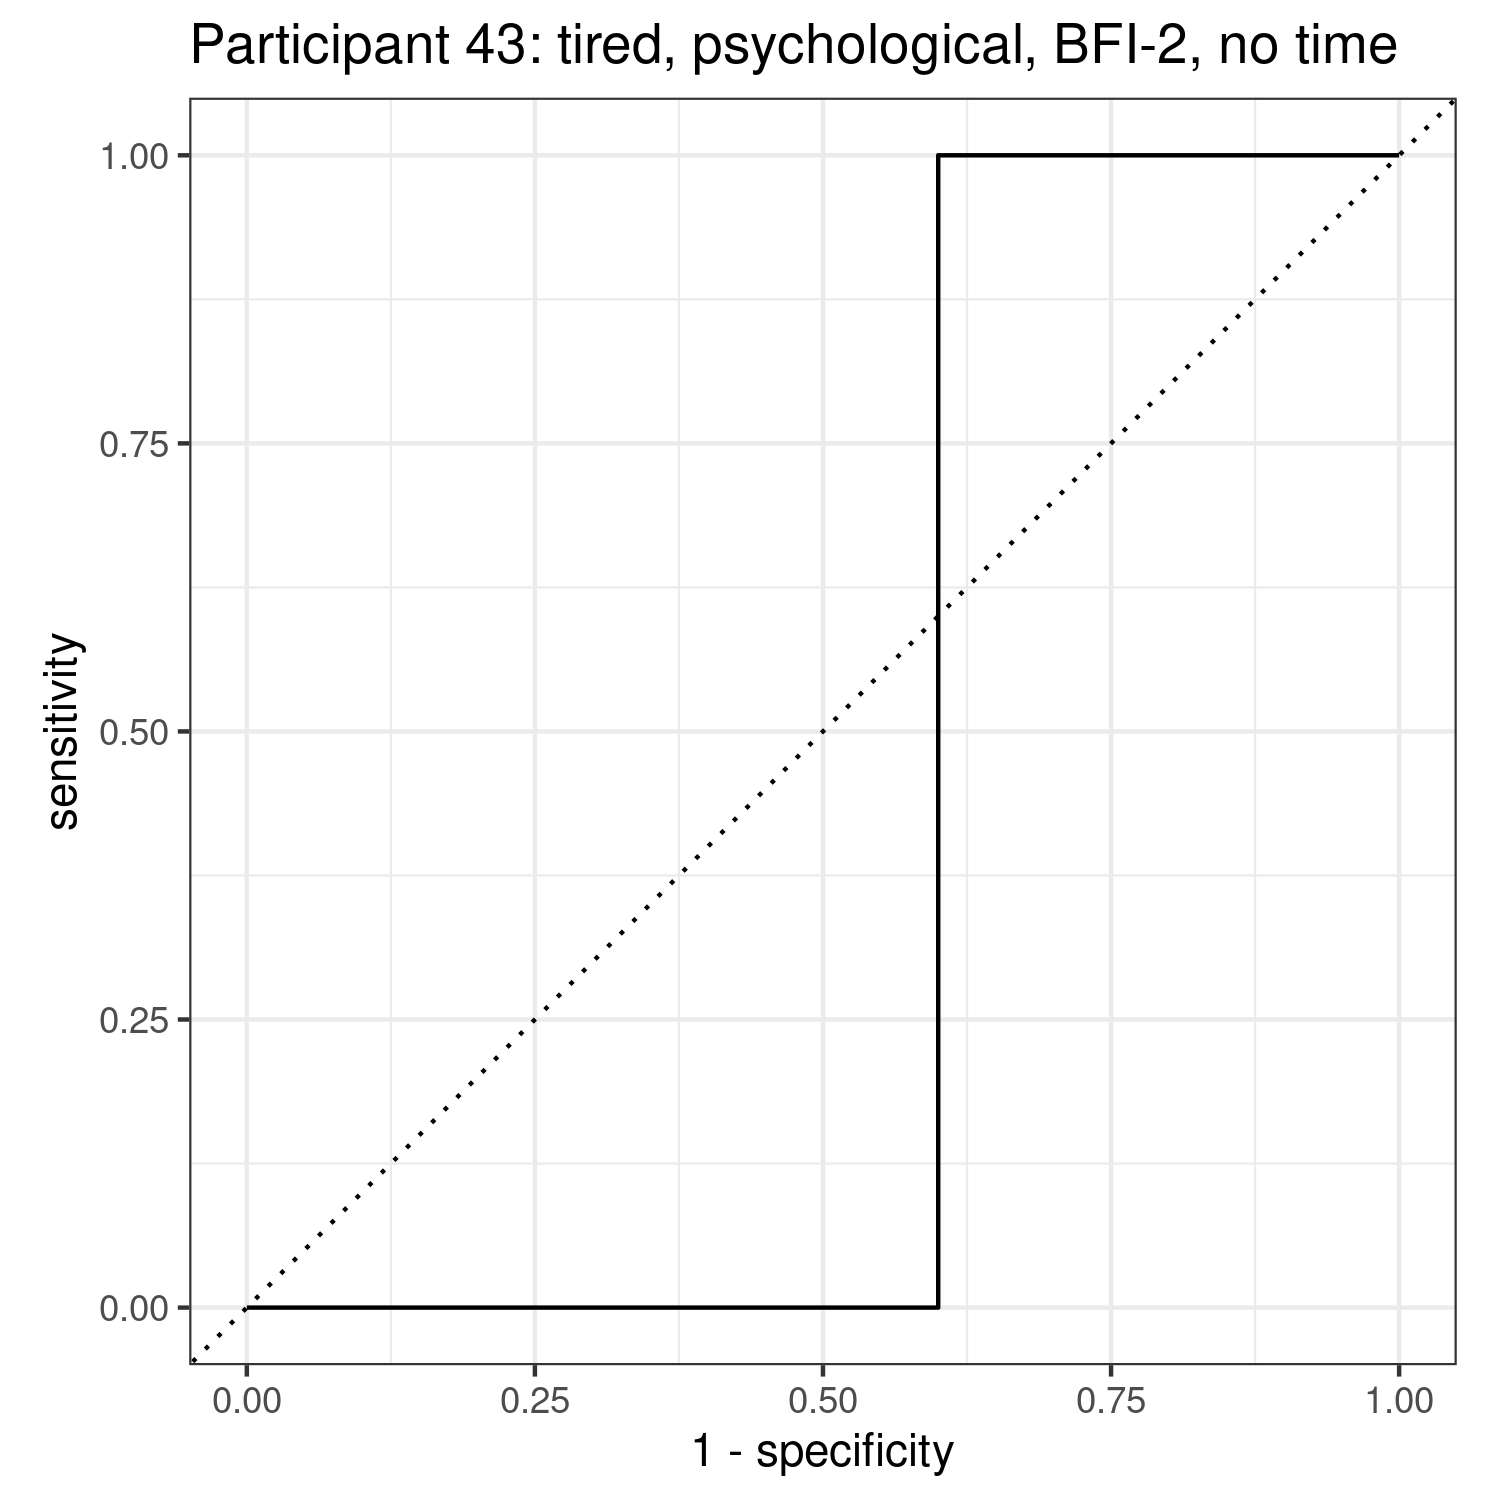 Participant 43: tired, psychological, BFI-2, no time
1.00
0.75
0.50
0.25
0.00
sensitivity
0.00 0.25 0.50 0.75 1.00
1 - specificity